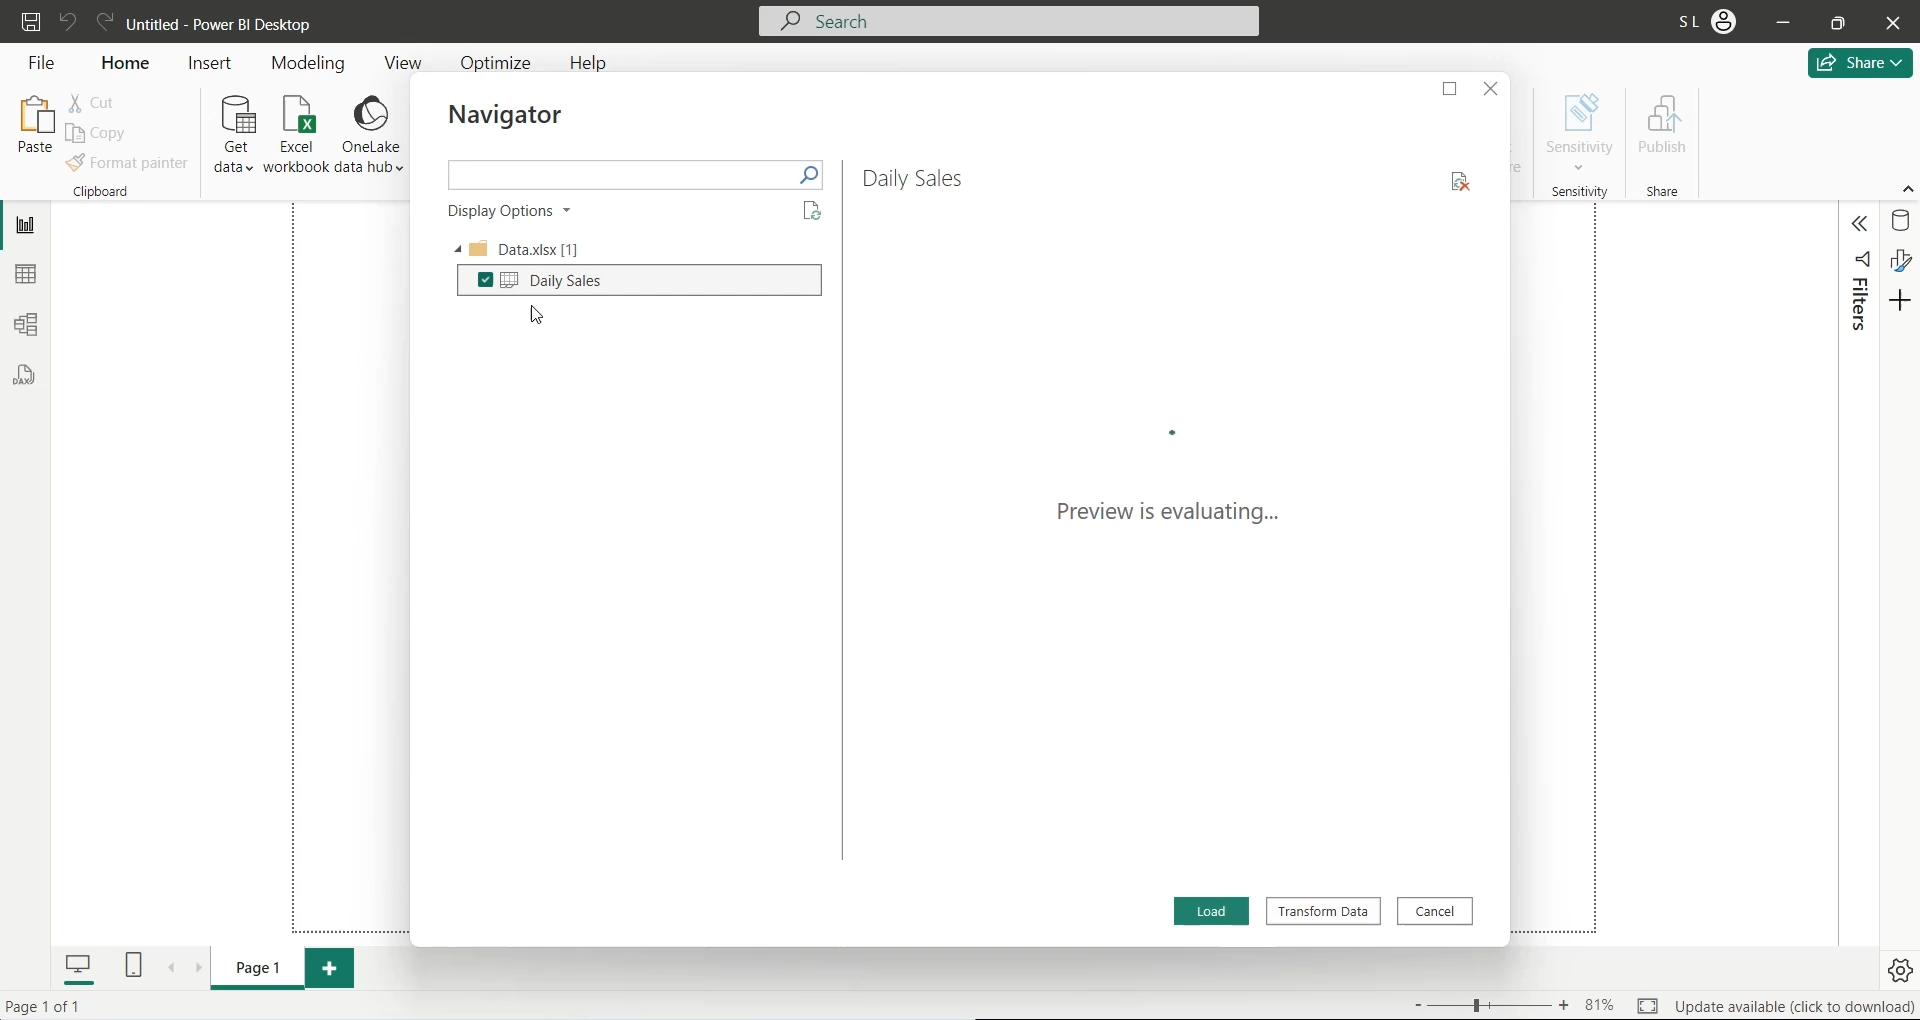 Untitled - Power BI Desktop
Search
S L
File Home Insert Modeling View Optimize Help
Share
Paste
Cut
Copy
Format painter
Clipboard
Get data
Excel workbook
OneLake data hub
Sensitivity
Sensitivity
Publish
Share
Navigator
Display Options
Data.xlsx [1]
Daily Sales
Daily Sales
Preview is evaluating...
Load Transform Data Cancel
Filters
DAX
Page 1
Page 1 of 1
- + 81%
Update available (click to download)